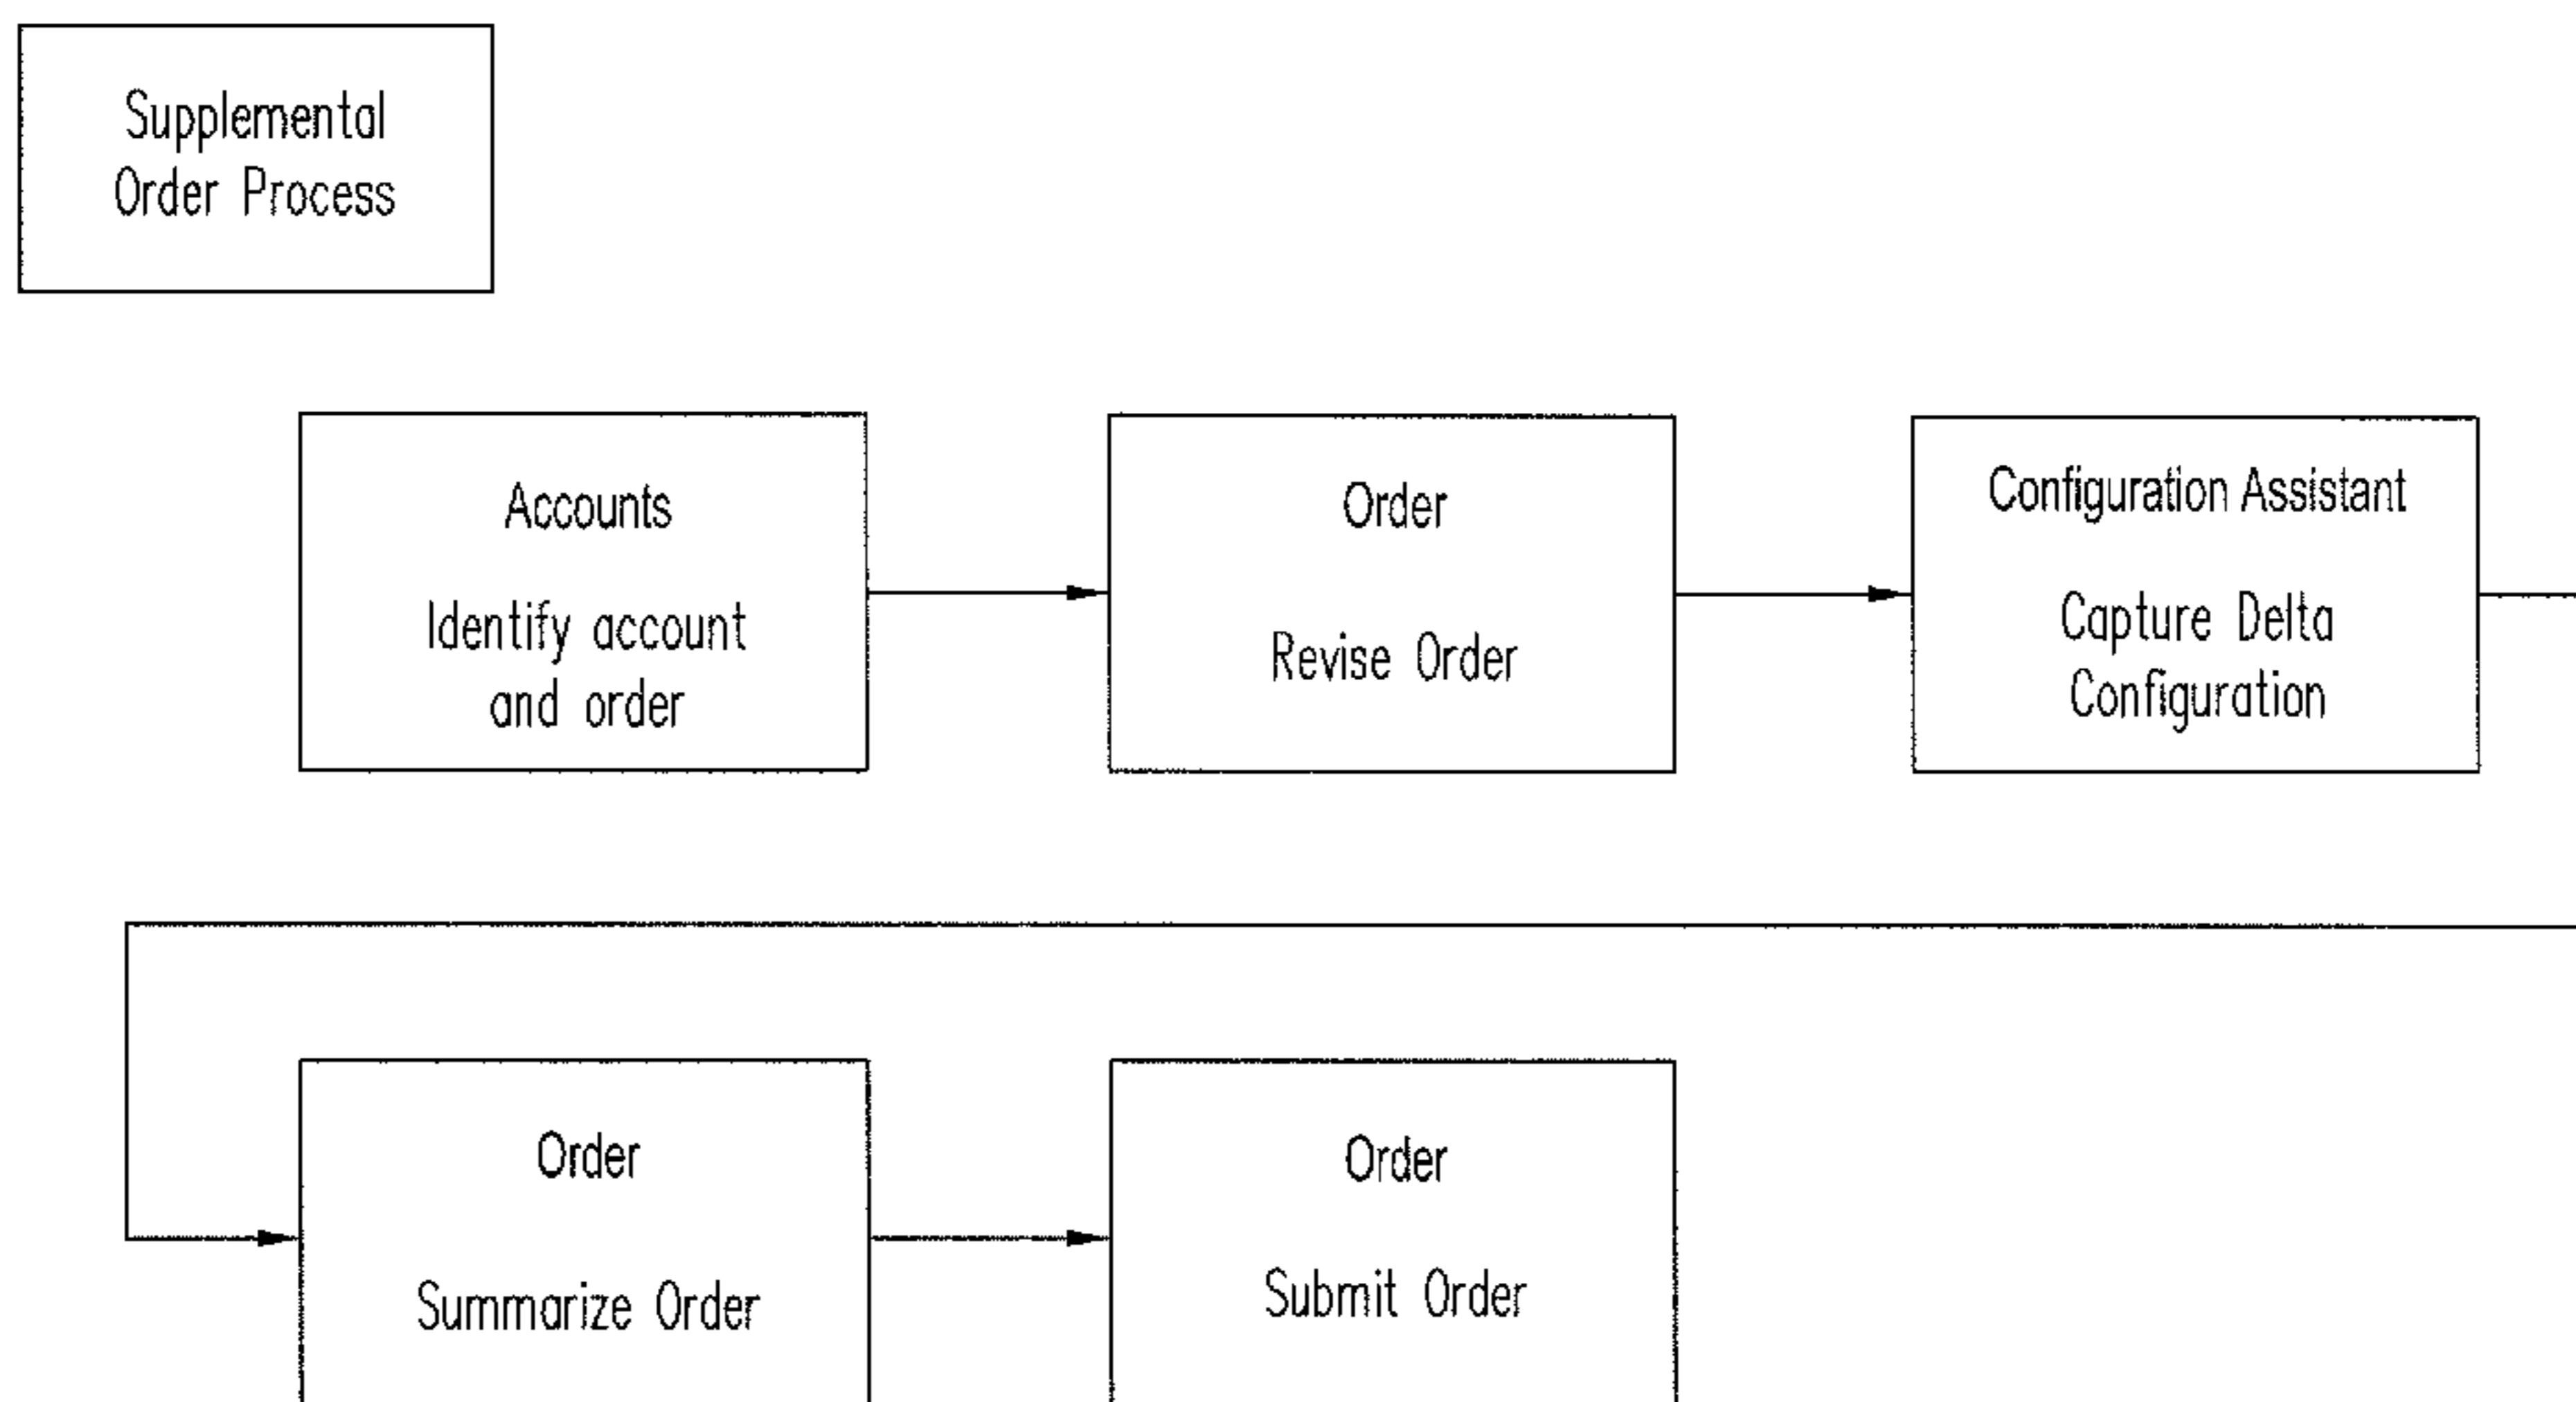 Supplemental
Order Process
Accounts
Identify account
and order
Order
Revise Order
Configuration Assistant
Capture Delta
Configuration
Order
Summarize Order
Order
Submit Order